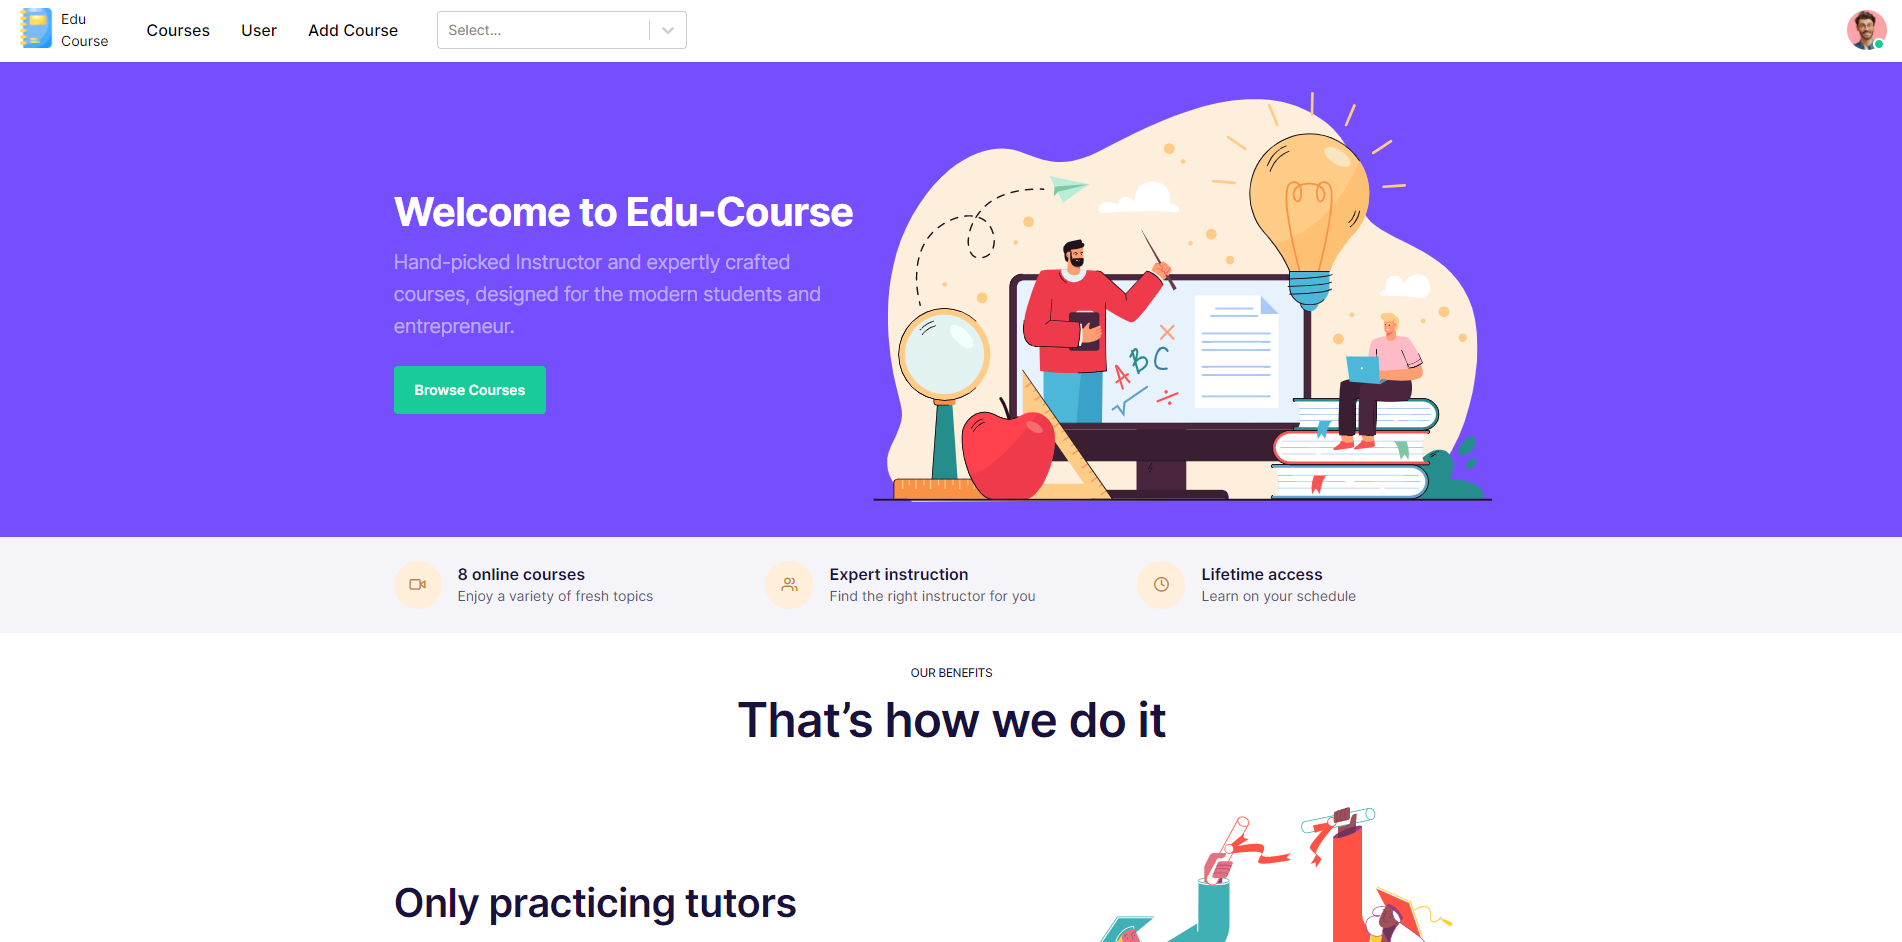 Edu
Course
Courses
User
Add Course
Select...
Welcome to Edu-Course
Hand-picked Instructor and expertly crafted
courses, designed for the modern students and
entrepreneur.
Browse Courses
ABC
8 online courses
Enjoy a variety of fresh topics
Expert instruction
Find the right instructor for you
Lifetime access
Learn on your schedule
OUR BENEFITS
That’s how we do it
Only practicing tutors